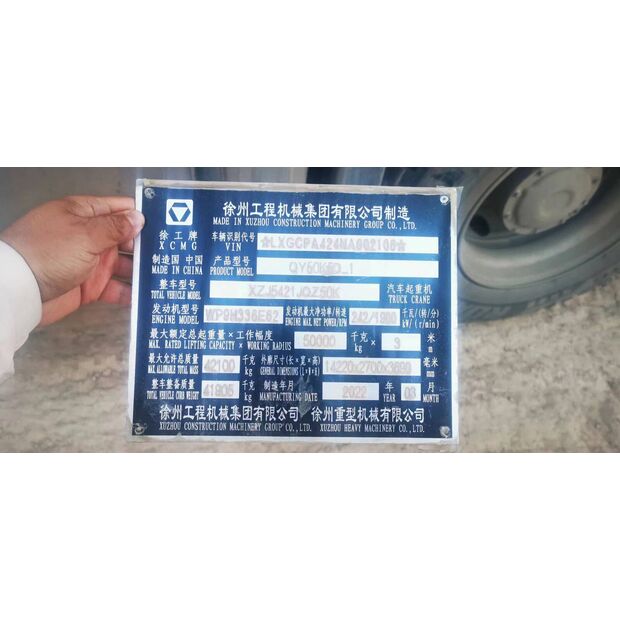 徐州工程机械集团有限公司制造
MADE IN XUZHOU CONSTRUCTION MACHINERY GROUP CO.,LTD.
徐工牌
XCMG
车辆识别代号
VIN
制造国 中国
MADE IN CHINA
产品型号
PRODUCT MODEL
QY50KD_1
整车型号
TOTAL VEHICLE MODEL
XZJ5421JQZ50K
汽车起重机
TRUCK CRANE
发动机型号
ENGINE MODEL
WP9H336E62
发动机最大净功率/转速
ENGINE MAX.NET POWER/RPM
242/1900
千瓦/(转/分)
kW/(r/min)
最大额定总起重量×工作幅度
MAX. RATED LIFTING CAPACITY × WORKING RADIUS
50000
千克
kg
×
3
米
m
最大允许总质量
MAX.ALLOWABLE TOTAL MASS
42100
千克
kg
外廓尺寸(长×宽×高)
GENERAL DIMENSIONS(L×W×H)
14220x2700x3690
毫米
mm
整车整备质量
TOTAL VEHICLE CURB WEIGHT
41905
千克
kg
制造年月
MANUFACTURING DATE
2022
年
YEAR
03
月
MONTH
徐州工程机械集团有限公司
XUZHOU CONSTRUCTION MACHINERY GROUP CO.,LTD.
徐州重型机械有限公司
XUZHOU HEAVY MACHINERY CO.,LTD.